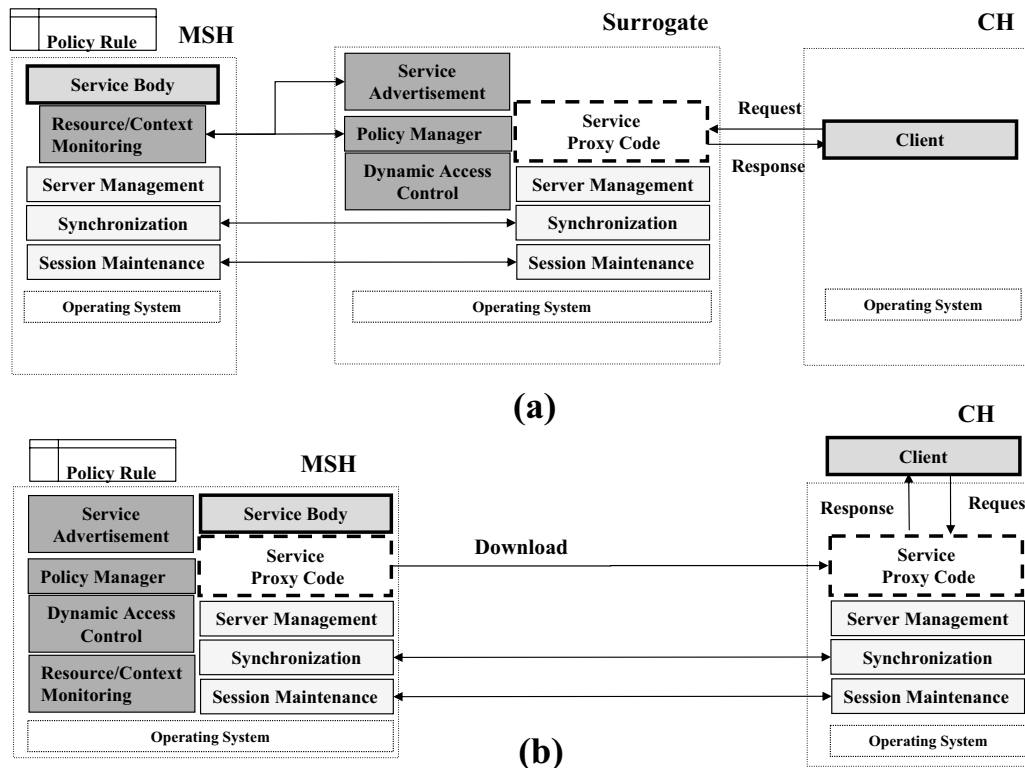 Policy Rule
MSH
Surrogate
CH
Service Body
Resource/Context
Monitoring
Server Management
Synchronization
Session Maintenance
Operating System
Service
Advertisement
Policy Manager
Dynamic Access
Control
Service
Proxy Code
Server Management
Synchronization
Session Maintenance
Operating System
Request
Response
Client
Operating System
(a)
Policy Rule
MSH
CH
Service
Advertisement
Policy Manager
Dynamic Access
Control
Resource/Context
Monitoring
Service Body
Service
Proxy Code
Server Management
Synchronization
Session Maintenance
Operating System
Download
Client
Response
Reques
Service
Proxy Code
Server Management
Synchronization
Session Maintenance
Operating System
(b)